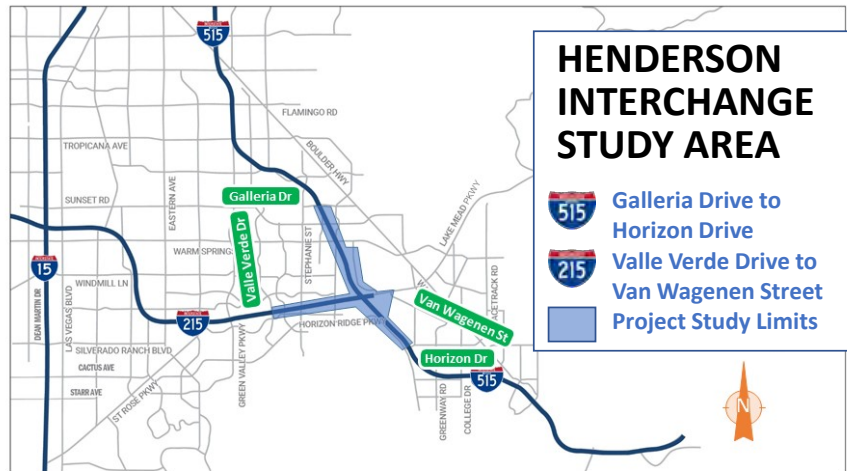 HENDERSON
INTERCHANGE
STUDY AREA
515
Galleria Drive to
Horizon Drive
215
Valle Verde Drive to
Van Wagenen Street
Project Study Limits
515
FLAMINGO RD
BOULDER HWY
TROPICANA AVE
LAKE MEAD PKWY
EASTERN AVE
SUNSET RD
Galleria Dr
Valle Verde Dr
STEPHANIE ST
WARM SPRINGS
15
WINDMILL LN
DEAN MARTIN DR
LAS VEGAS BLVD
215
Van Wagenen St
HORIZON RIDGE PKWY
GREEN VALLEY PKWY
SILVERADO RANCH BLVD
CACTUS AVE
STARR AVE
ST ROSE PKWY
Horizon Dr
515
GREENWAY RD
COLLEGE DR
N